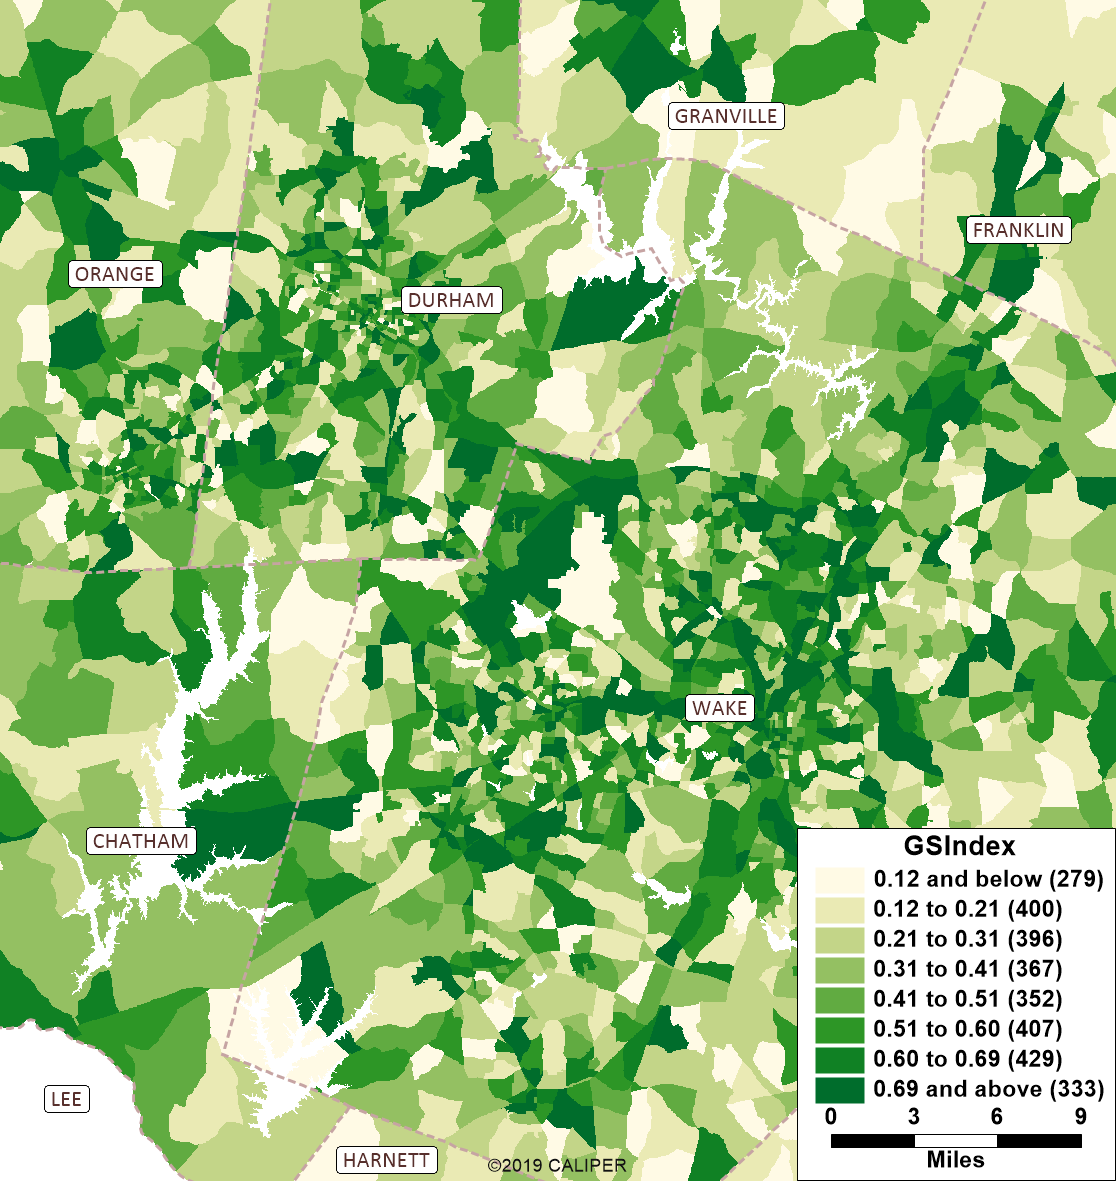 GRANVILLE
FRANKLIN
ORANGE
DURHAM
WAKE
CHATHAM
LEE
HARNETT
©2019 CALIPER
GSIndex
0.12 and below (279)
0.12 to 0.21 (400)
0.21 to 0.31 (396)
0.31 to 0.41 (367)
0.41 to 0.51 (352)
0.51 to 0.60 (407)
0.60 to 0.69 (429)
0.69 and above (333)
0 3 6 9
Miles